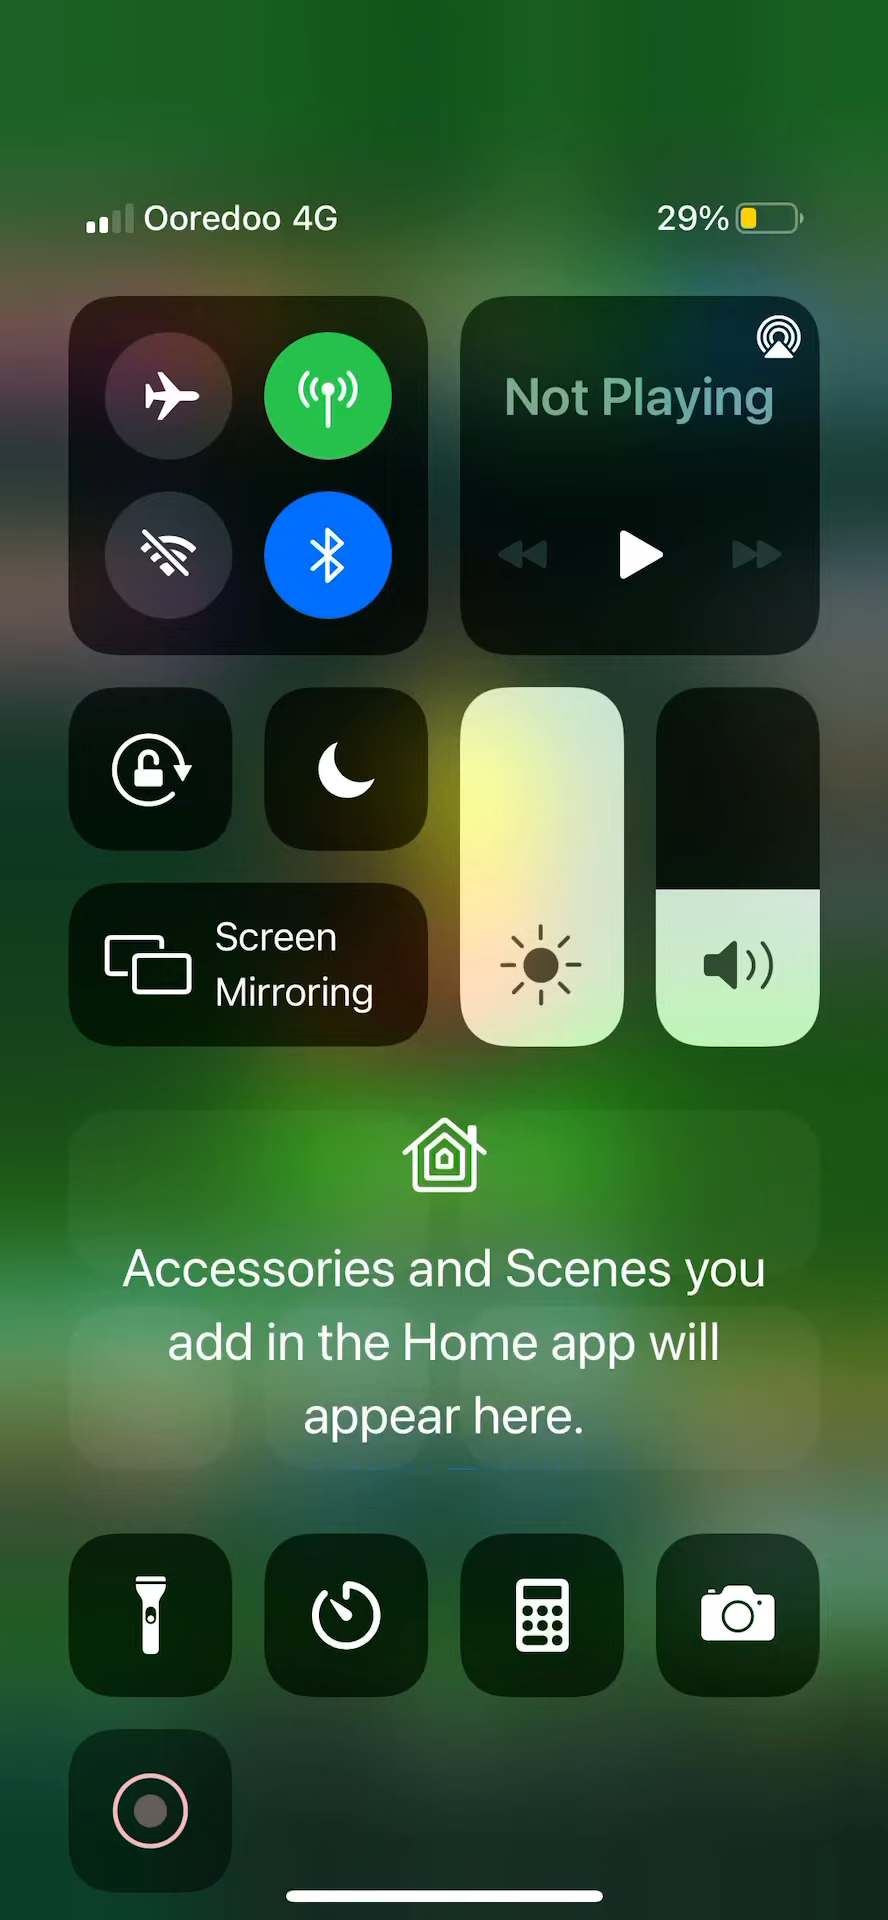 Ooredoo 4G
29%
Not Playing
Screen
Mirroring
Accessories and Scenes you
add in the Home app will
appear here.